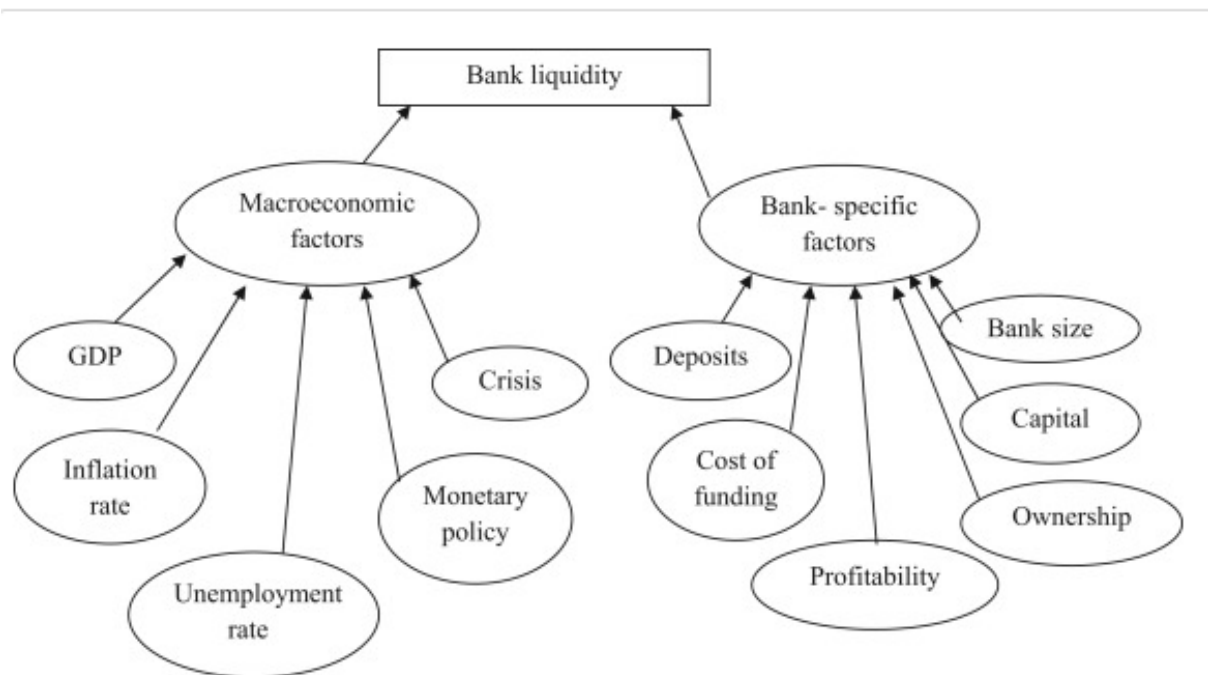 Bank liquidity
Macroeconomic
factors
Bank- specific
factors
GDP
Inflation
rate
Unemployment
rate
Monetary
policy
Crisis
Deposits
Cost of
funding
Profitability
Ownership
Capital
Bank size